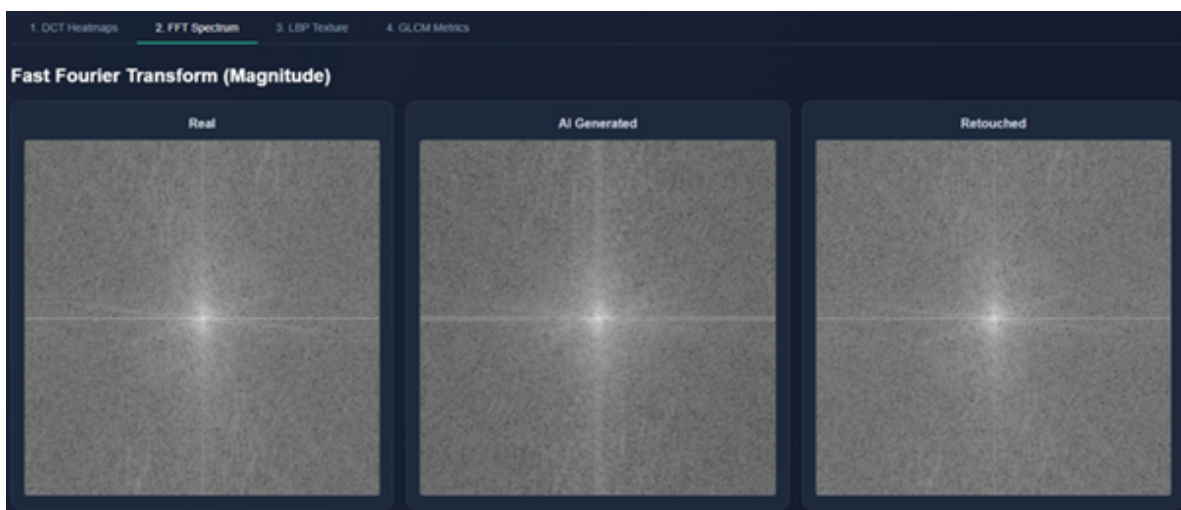 1. DCT Heatmaps 2. FFT Spectrum 3. LBP Texture 4. GLCM Metrics
Fast Fourier Transform (Magnitude)
Real AI Generated Retouched